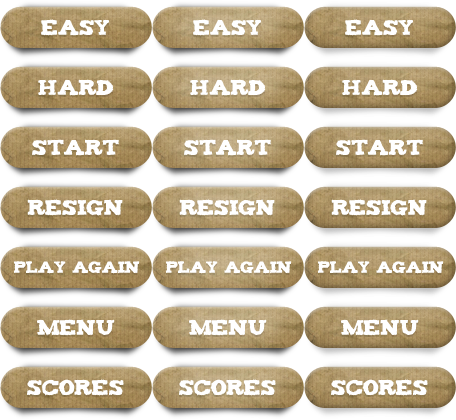 EASY EASY EASY
HARD HARD HARD
START START START
RESIGN RESIGN RESIGN
PLAY AGAIN PLAY AGAIN PLAY AGAIN
MENU MENU MENU
SCORES SCORES SCORES